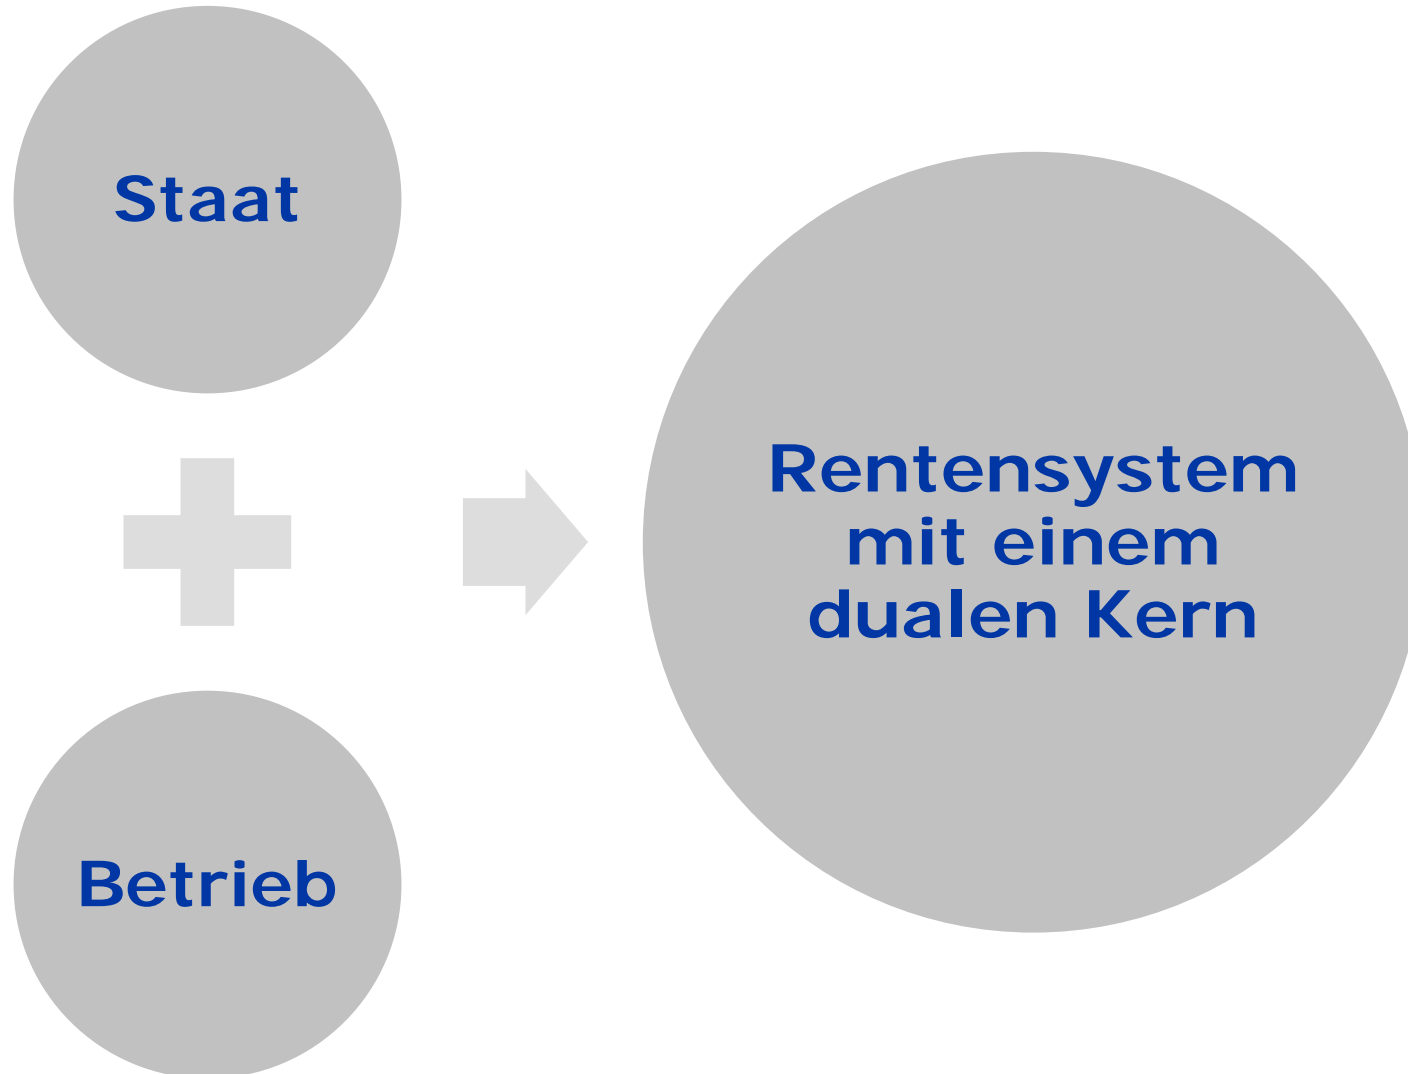 Staat
Betrieb
Rentensystem
mit einem
dualen Kern